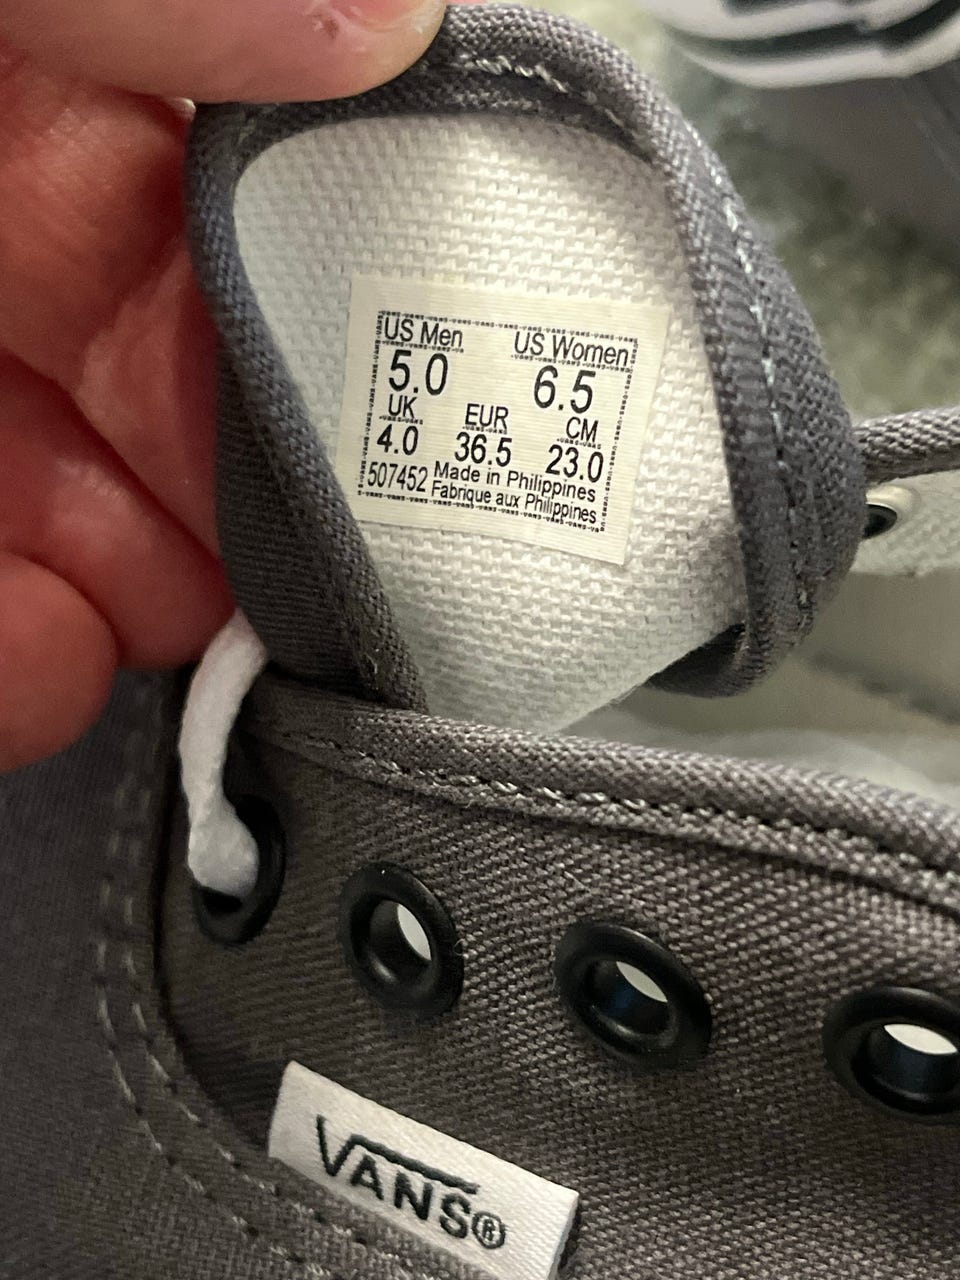 US Men US Women
5.0 6.5
UK EUR CM
4.0 36.5 23.0
507452 Made in Philippines
Fabrique aux Philippines
VANS®